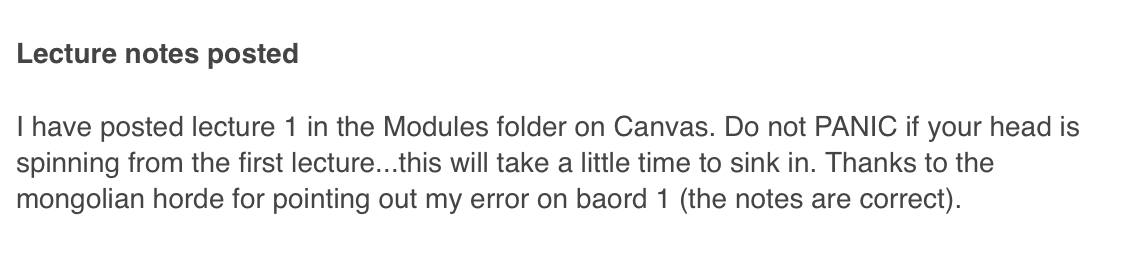 Lecture notes posted
I have posted lecture 1 in the Modules folder on Canvas. Do not PANIC if your head is
spinning from the first lecture...this will take a little time to sink in. Thanks to the
mongolian horde for pointing out my error on baord 1 (the notes are correct).